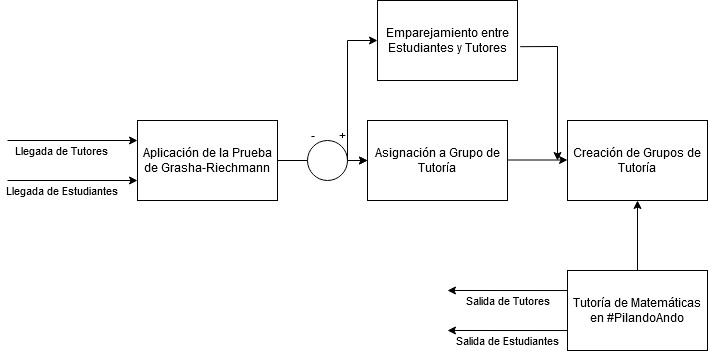 Emparejamiento entre
Estudiantes y Tutores
Llegada de Tutores
Llegada de Estudiantes
Aplicación de la Prueba
de Grasha-Riechmann
-
+
Asignación a Grupo de
Tutoría
Creación de Grupos de
Tutoría
Salida de Tutores
Salida de Estudiantes
Tutoría de Matemáticas
en #PilandoAndo